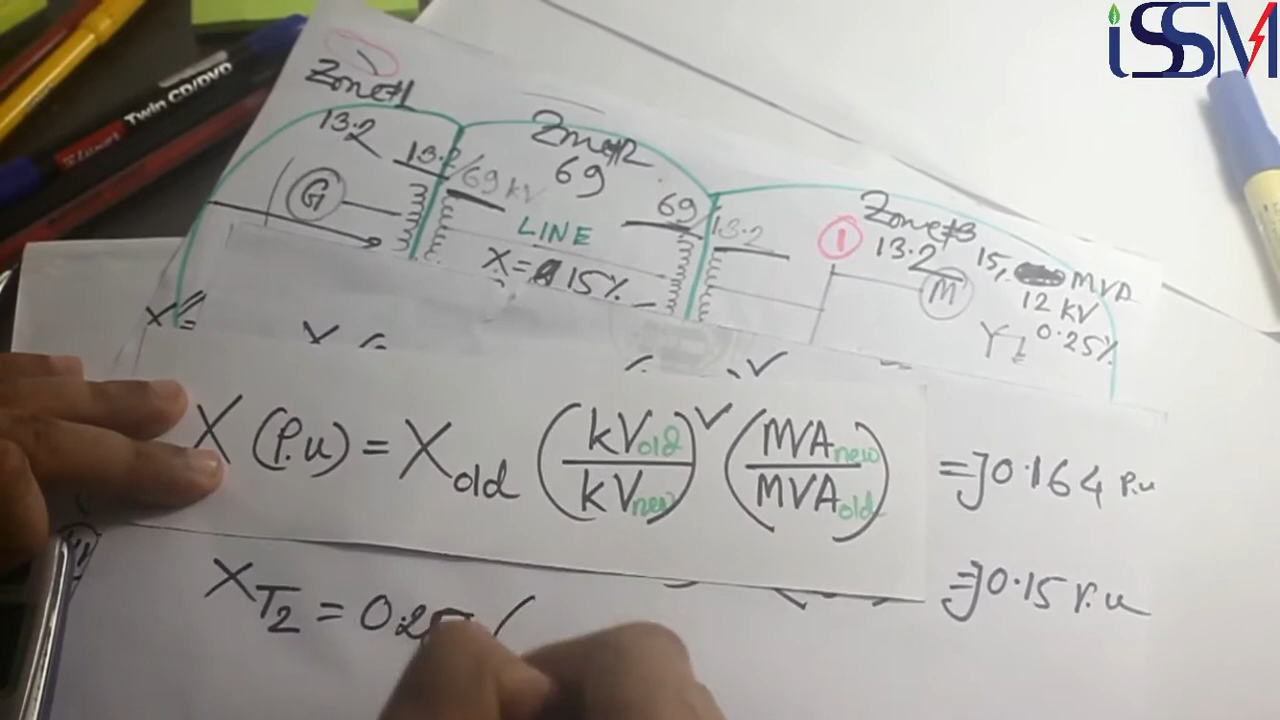 iSSM
Twin CD/DVD
Zone#1
Zone#2
Zone#3
13.2
13.2/69 kV
69
69/13.2
1
13.2
15, MVA
G
LINE
M
12 kV
X= 15%
0.25%
X=
X (P.u) = Xold (kVold/kVnew) (MVAnew/MVAold)
=j0.164 P.u
=j0.15 P.u
XT2 = 0.25 (